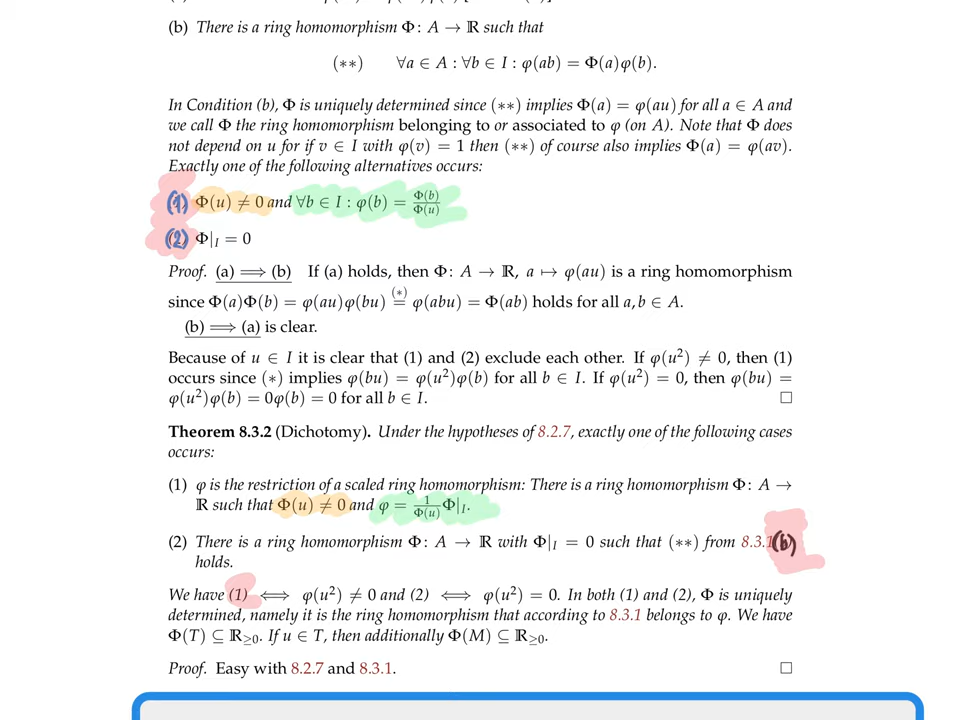 (b) There is a ring homomorphism Φ: A → ℝ such that
(∗∗) ∀a ∈ A : ∀b ∈ I : φ(ab) = Φ(a)φ(b).
In Condition (b), Φ is uniquely determined since (∗∗) implies Φ(a) = φ(au) for all a ∈ A and
we call Φ the ring homomorphism belonging to or associated to φ (on A). Note that Φ does
not depend on u for if v ∈ I with φ(v) = 1 then (∗∗) of course also implies Φ(a) = φ(av).
Exactly one of the following alternatives occurs:
(1) Φ(u) ≠ 0 and ∀b ∈ I : φ(b) = Φ(b)/Φ(u)
(2) Φ|_I = 0
Proof. (a) ⟹ (b) If (a) holds, then Φ: A → ℝ, a ↦ φ(au) is a ring homomorphism
since Φ(a)Φ(b) = φ(au)φ(bu) (∗)= φ(abu) = Φ(ab) holds for all a, b ∈ A.
(b) ⟹ (a) is clear.
Because of u ∈ I it is clear that (1) and (2) exclude each other. If φ(u²) ≠ 0, then (1)
occurs since (∗) implies φ(bu) = φ(u²)φ(b) for all b ∈ I. If φ(u²) = 0, then φ(bu) =
φ(u²)φ(b) = 0φ(b) = 0 for all b ∈ I. □
Theorem 8.3.2 (Dichotomy). Under the hypotheses of 8.2.7, exactly one of the following cases
occurs:
(1) φ is the restriction of a scaled ring homomorphism: There is a ring homomorphism Φ: A →
ℝ such that Φ(u) ≠ 0 and φ = 1/Φ(u) Φ|_I.
(2) There is a ring homomorphism Φ: A → ℝ with Φ|_I = 0 such that (∗∗) from 8.3.1(b)
holds.
We have (1) ⟺ φ(u²) ≠ 0 and (2) ⟺ φ(u²) = 0. In both (1) and (2), Φ is uniquely
determined, namely it is the ring homomorphism that according to 8.3.1 belongs to φ. We have
Φ(T) ⊆ ℝ≥0. If u ∈ T, then additionally Φ(M) ⊆ ℝ≥0.
Proof. Easy with 8.2.7 and 8.3.1. □